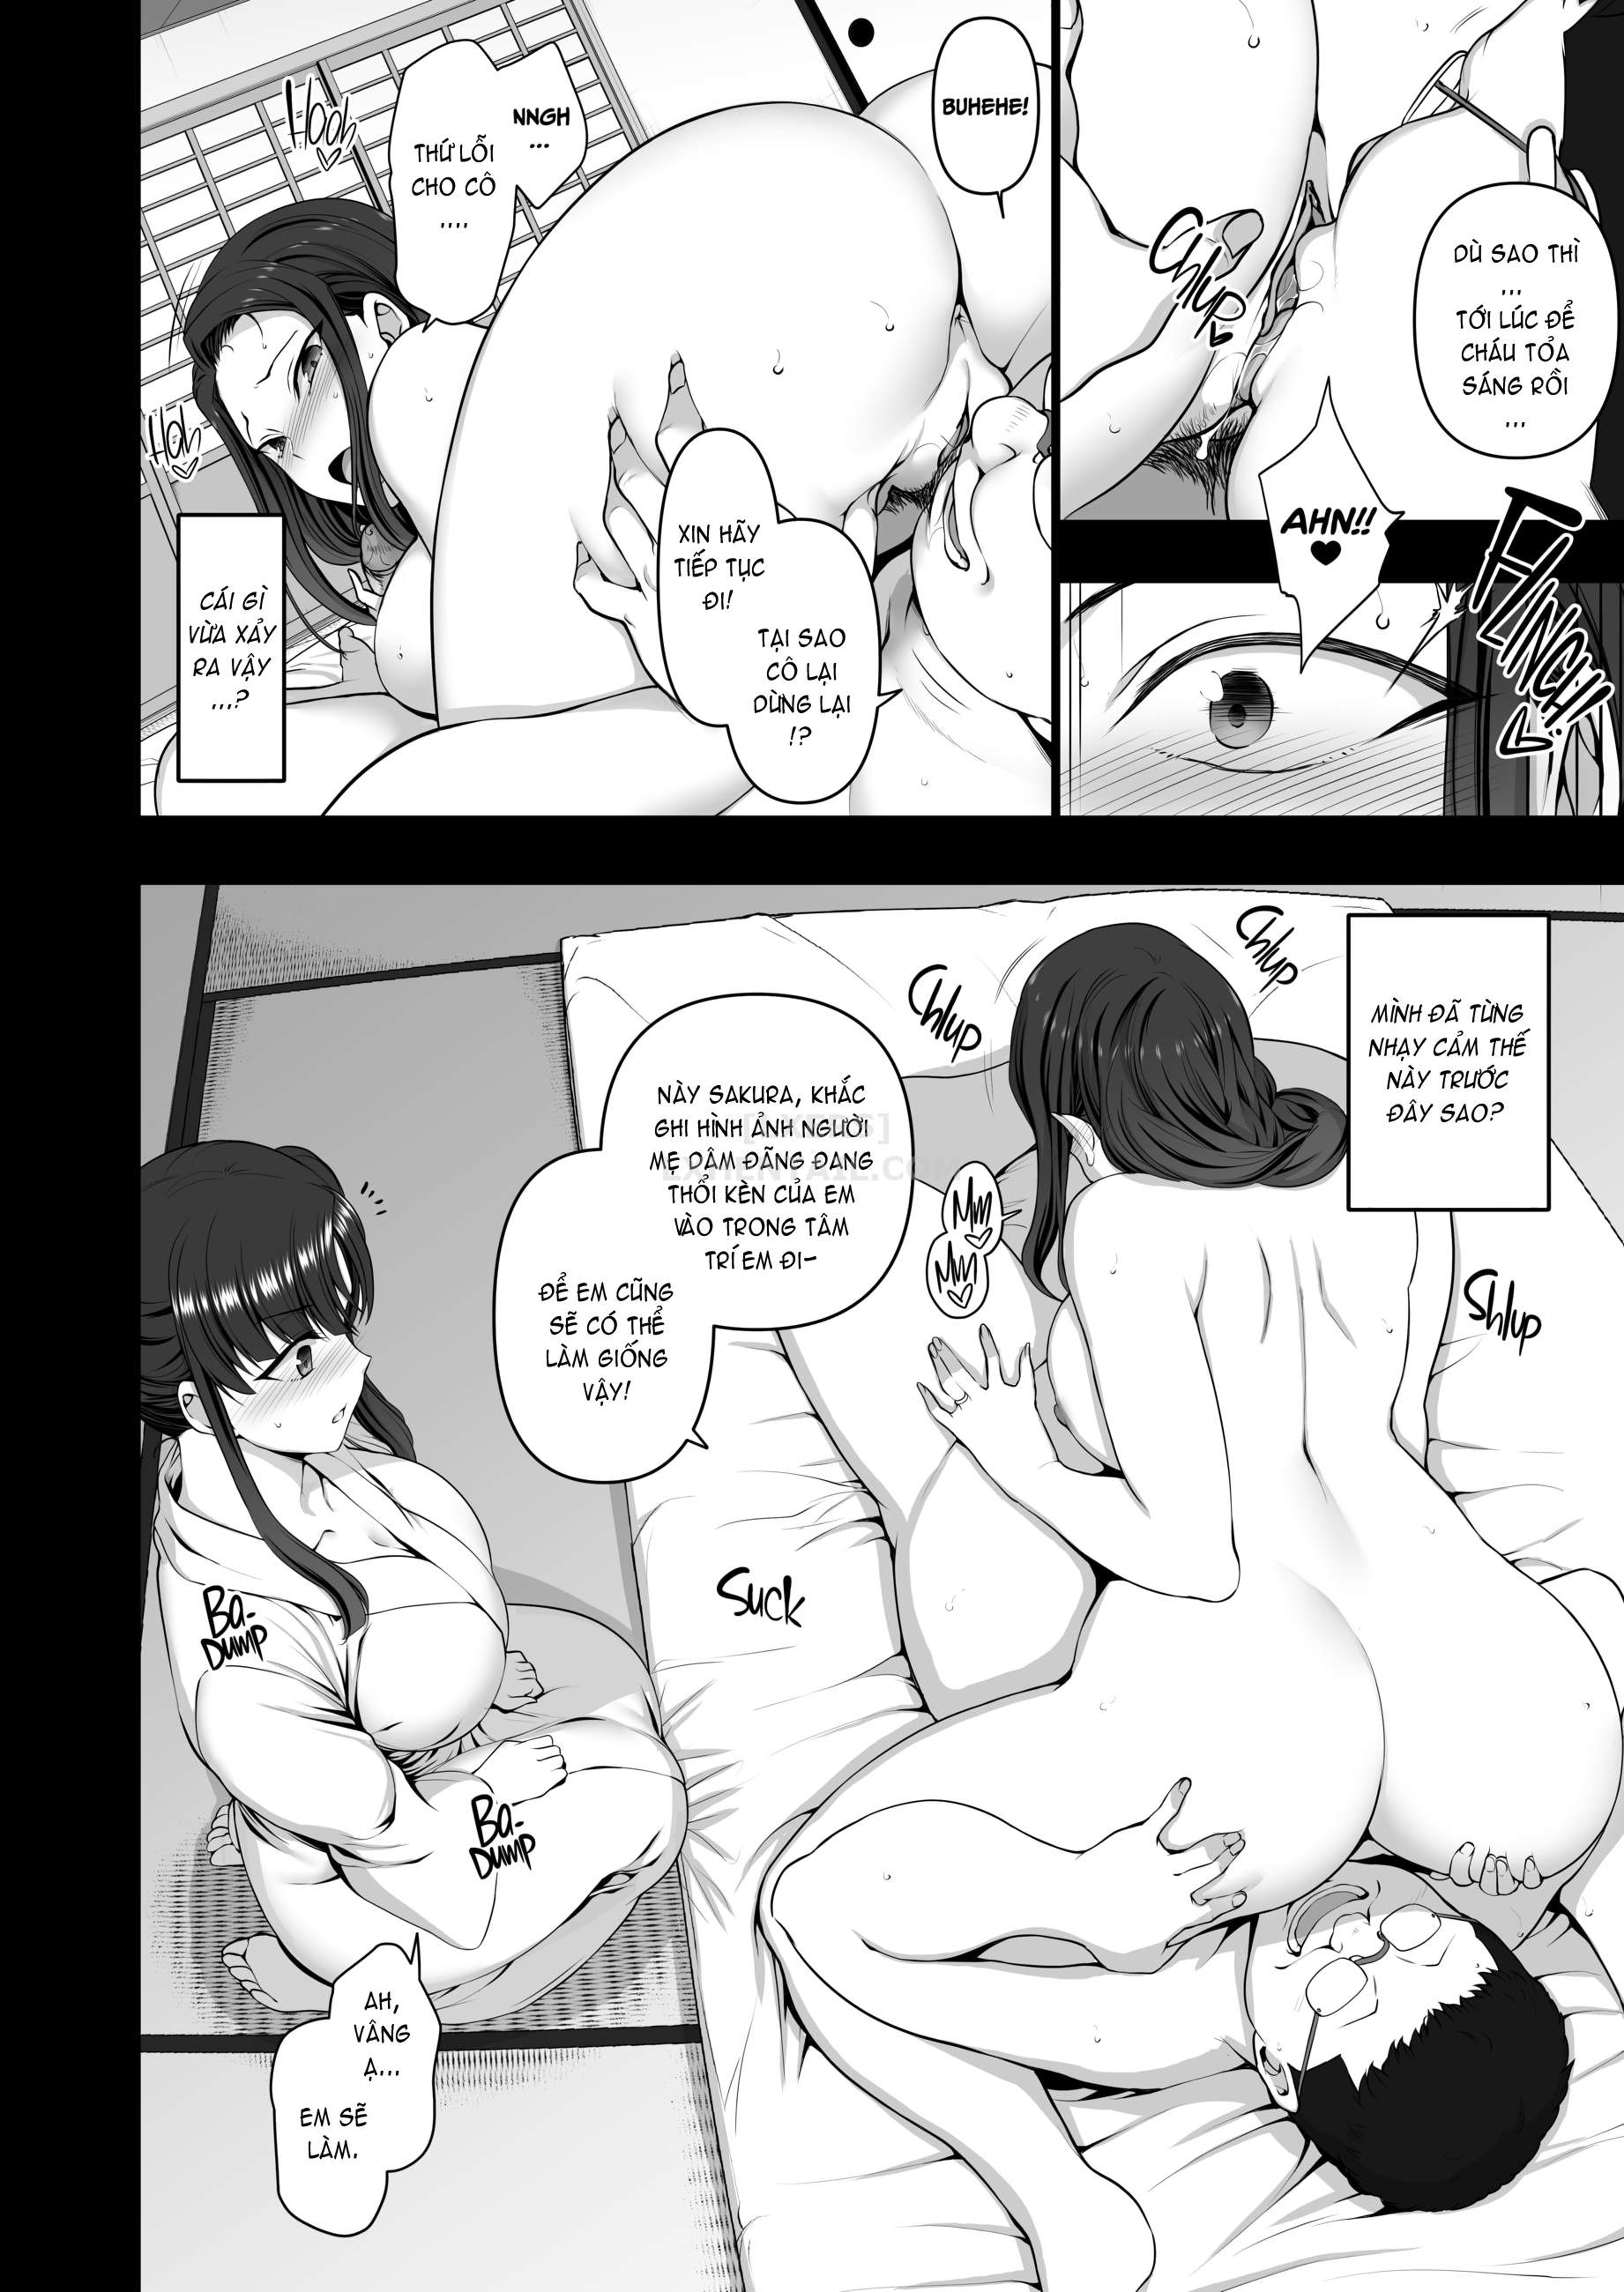 DÙ SAO THÌ
...
TỚI LÚC ĐỂ
CHÁU TỎA
SÁNG RỒI
...
Chlup
AHN!!
FLINCH!
BUHEHE!
NNGH
...
THỨ LỖI
CHO CÔ
....
Hooh
Hoh
XIN HÃY
TIẾP TỤC
ĐI!
TẠI SAO
CÔ LẠI
DỪNG LẠI
!?
CÁI GÌ
VỪA XẢY
RA VẬY
...?
MÌNH ĐÃ TỪNG
NHẠY CẢM THẾ
NÀY TRƯỚC
ĐÂY SAO?
Chlup
Chlup
Mm
Mm
Shlup
NÀY SAKURA, KHẮC
GHI HÌNH ẢNH NGƯỜI
MẸ DÂM ĐÃNG ĐANG
THỔI KÈN CỦA EM
VÀO TRONG TÂM
TRÍ EM ĐI-
ĐỂ EM CŨNG
SẼ CÓ THỂ
LÀM GIỐNG
VẬY!
Suck
Ba-
Dump
Ba-
Dump
AH,
VÂNG
Ạ...
EM SẼ
LÀM.